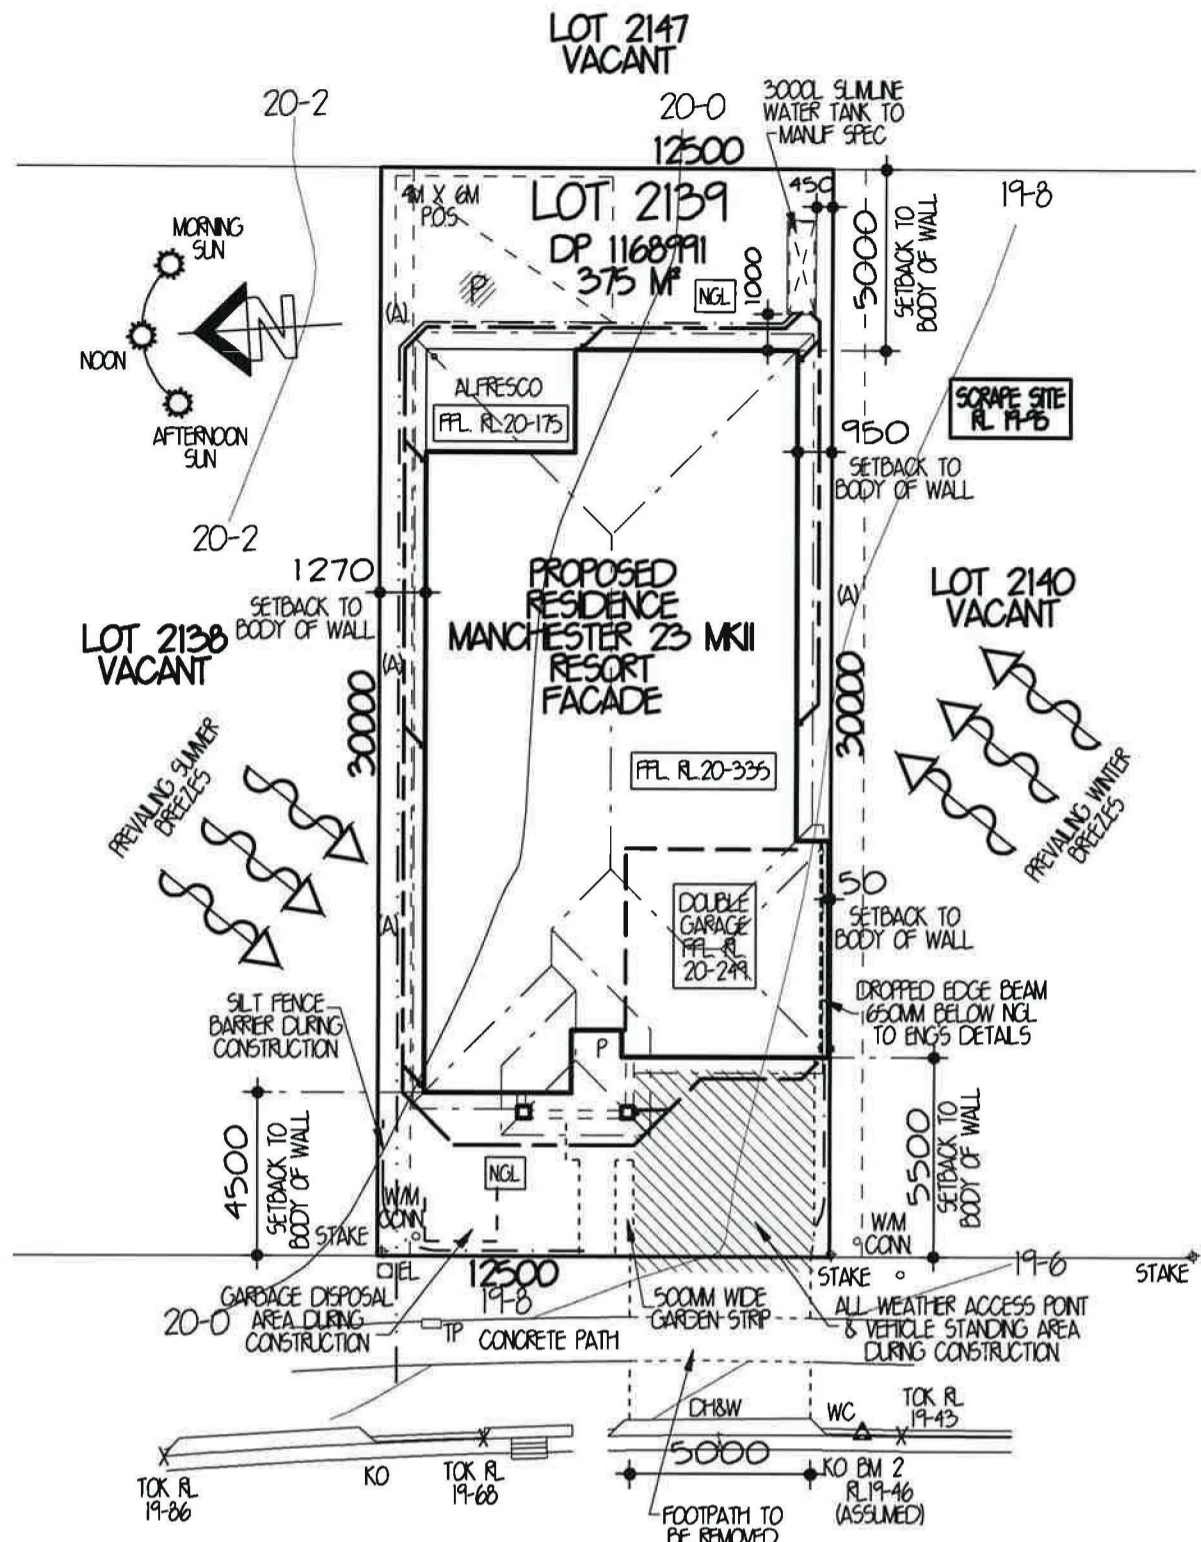 LOT 2147
VACANT
20-2
20-0
3000L SLIMLINE
WATER TANK TO
MANUF SPEC
12500
4M X 6M
P.O.S
LOT 2139
DP 1168991
375 M²
450
19-8
MORNING
SUN
NOON
AFTERNOON
SUN
N
P
NGL
1000
5000
SETBACK TO
BODY OF WALL
(A)
ALFRESCO
FFL. RL.20-175
SCRAPE SITE
RL 19-95
950
SETBACK TO
BODY OF WALL
20-2
1270
SETBACK TO
BODY OF WALL
PROPOSED
RESIDENCE
MANCHESTER 23 MKII
RESORT
FACADE
(A)
LOT 2140
VACANT
LOT 2138
VACANT
(A)
30000
30000
PREVAILING SUMMER
BREEZES
FFL. RL.20-335
PREVAILING WINTER
BREEZES
DOUBLE
GARAGE
FFL. RL.
20-249
50
SETBACK TO
BODY OF WALL
(A)
SILT FENCE
BARRIER DURING
CONSTRUCTION
DROPPED EDGE BEAM
650MM BELOW NGL
TO ENG'S DETAILS
P
4500
SETBACK TO
BODY OF WALL
5500
SETBACK TO
BODY OF WALL
NGL
W/M
CONN
STAKE
W/M
CONN.
EL
12500
19-8
STAKE
19-6
STAKE
20-0
GARBAGE DISPOSAL
AREA DURING
CONSTRUCTION
500MM WIDE
GARDEN STRIP
ALL WEATHER ACCESS POINT
& VEHICLE STANDING AREA
DURING CONSTRUCTION
TP
CONCRETE PATH
DH&W
WC
TOK RL
19-43
TOK RL
19-86
KO
TOK RL
19-68
5000
KO BM 2
RL19-46
(ASSUMED)
FOOTPATH TO
BE REMOVED